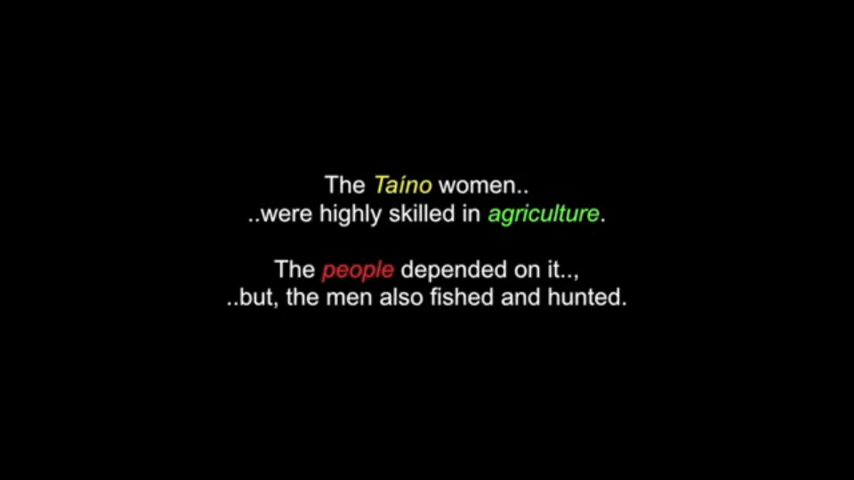 The Taíno women..
..were highly skilled in agriculture.
The people depended on it..,
..but, the men also fished and hunted.